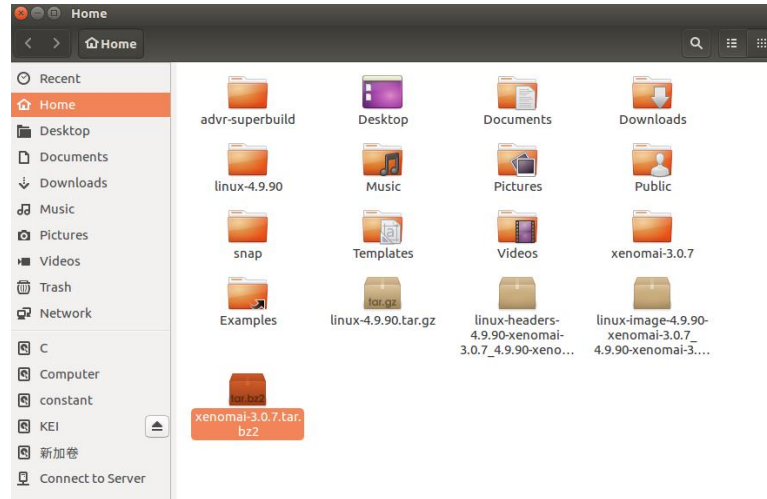 Home
Home
Recent
Home
Desktop
Documents
Downloads
Music
Pictures
Videos
Trash
Network
C
Computer
constant
KEI
新加卷
Connect to Server
advr-superbuild
Desktop
Documents
Downloads
linux-4.9.90
Music
Pictures
Public
snap
Templates
Videos
xenomai-3.0.7
Examples
tar.gz
linux-4.9.90.tar.gz
linux-headers-
4.9.90-xenomai-
3.0.7_4.9.90-xeno...
linux-image-4.9.90-
xenomai-3.0.7_
4.9.90-xenomai-3....
tar.bz2
xenomai-3.0.7.tar.
bz2